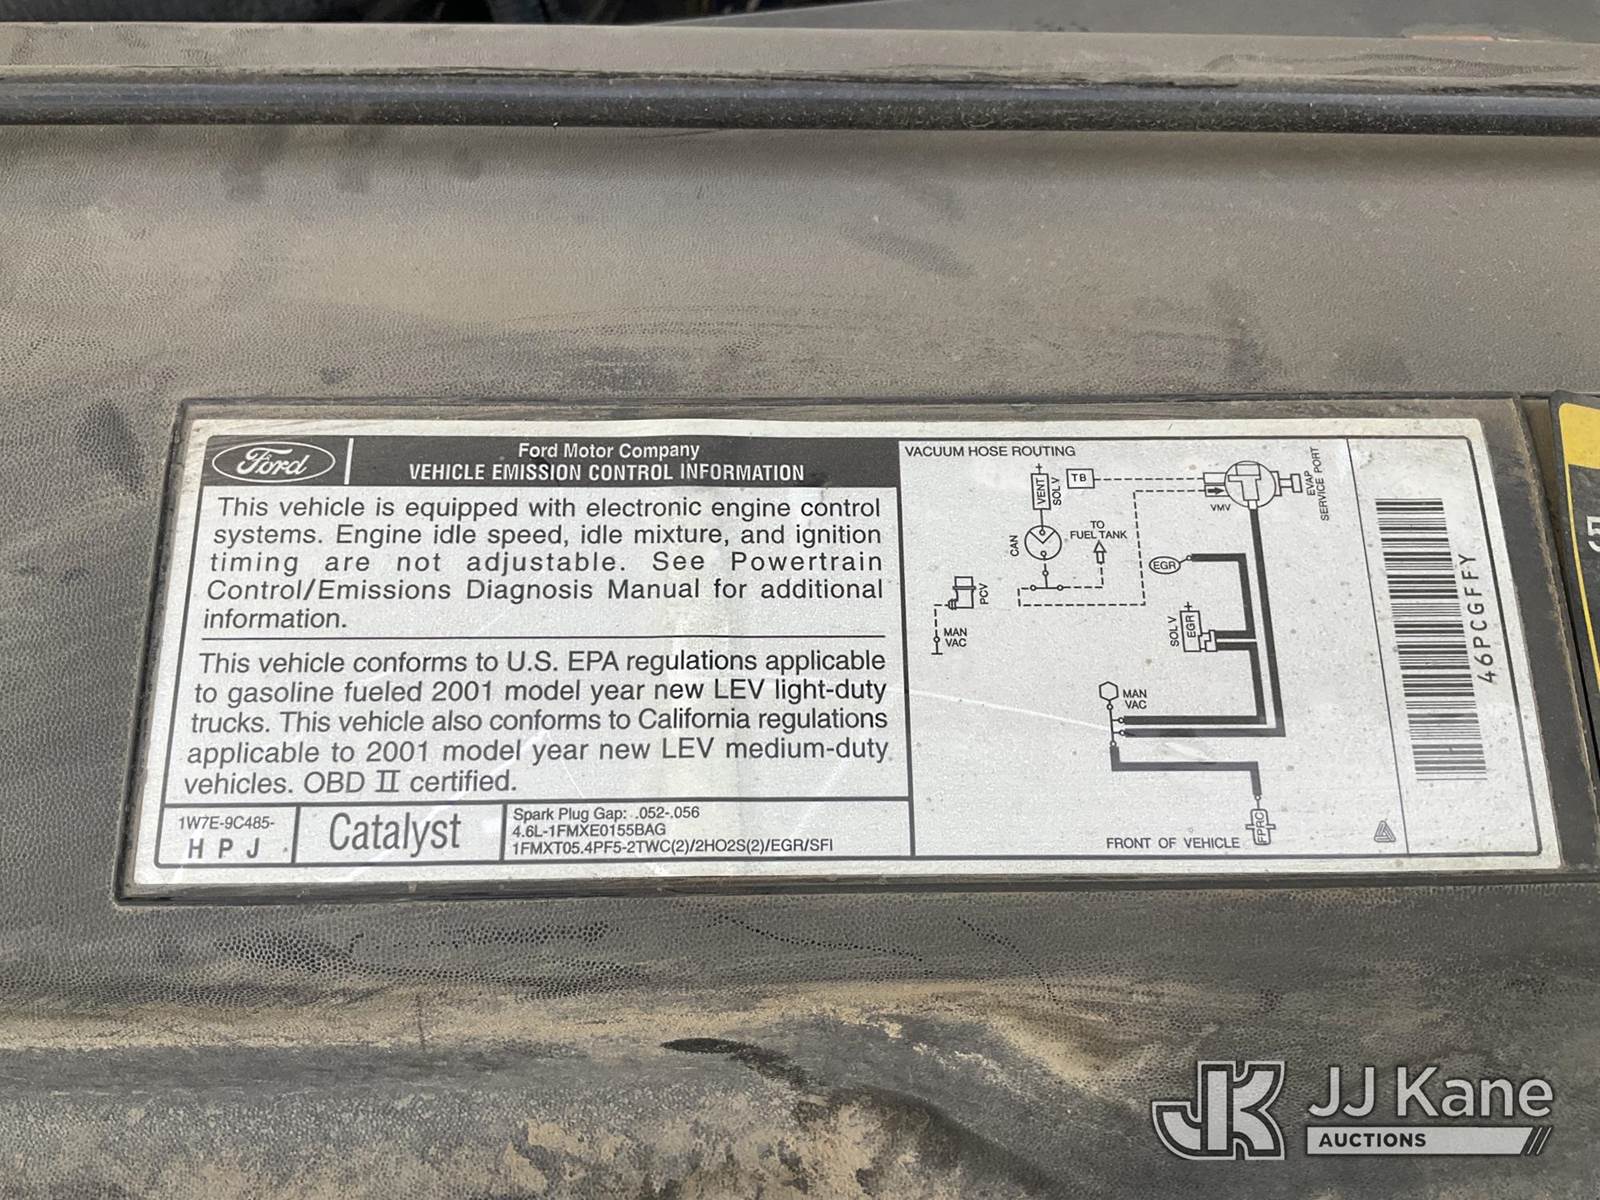 Ford
Ford Motor Company
VEHICLE EMISSION CONTROL INFORMATION
This vehicle is equipped with electronic engine control
systems. Engine idle speed, idle mixture, and ignition
timing are not adjustable. See Powertrain
Control/Emissions Diagnosis Manual for additional
information.
This vehicle conforms to U.S. EPA regulations applicable
to gasoline fueled 2001 model year new LEV light-duty
trucks. This vehicle also conforms to California regulations
applicable to 2001 model year new LEV medium-duty
vehicles. OBD II certified.
1W7E-9C485-
H P J
Catalyst
Spark Plug Gap: .052-.056
4.6L-1FMXE0155BAG
1FMXT05.4PF5-2TWC(2)/2HO2S(2)/EGR/SFI
VACUUM HOSE ROUTING
VENT +
SOL V
TB
VMV
EVAP
SERVICE PORT
CAN
TO
FUEL TANK
PCV
MAN
VAC
EGR
SOL V
EGR +
MAN
VAC
FPRC
FRONT OF VEHICLE
46PCGFFY
5
JK
JJ Kane
AUCTIONS